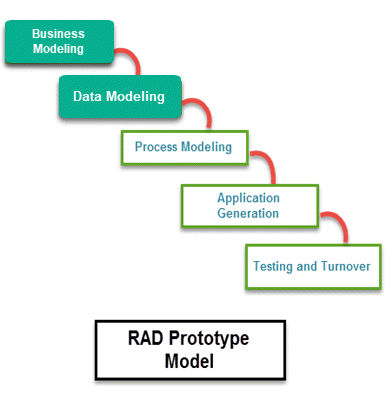 Business
Modeling
Data Modeling
Process Modeling
Application
Generation
Testing and Turnover
RAD Prototype
Model